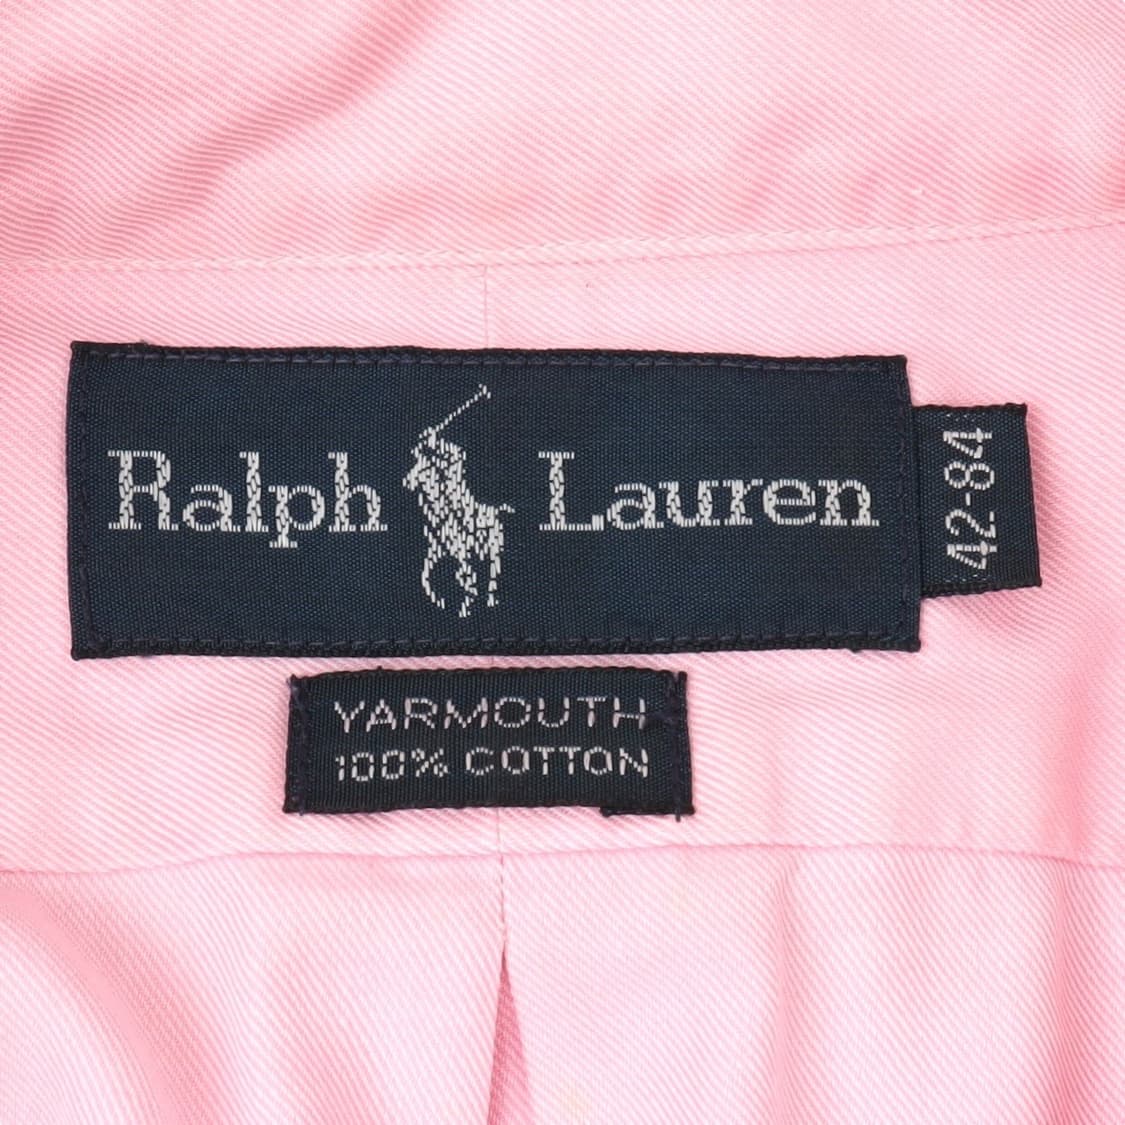 Ralph Lauren
42-84
YARMOUTH
100% COTTON